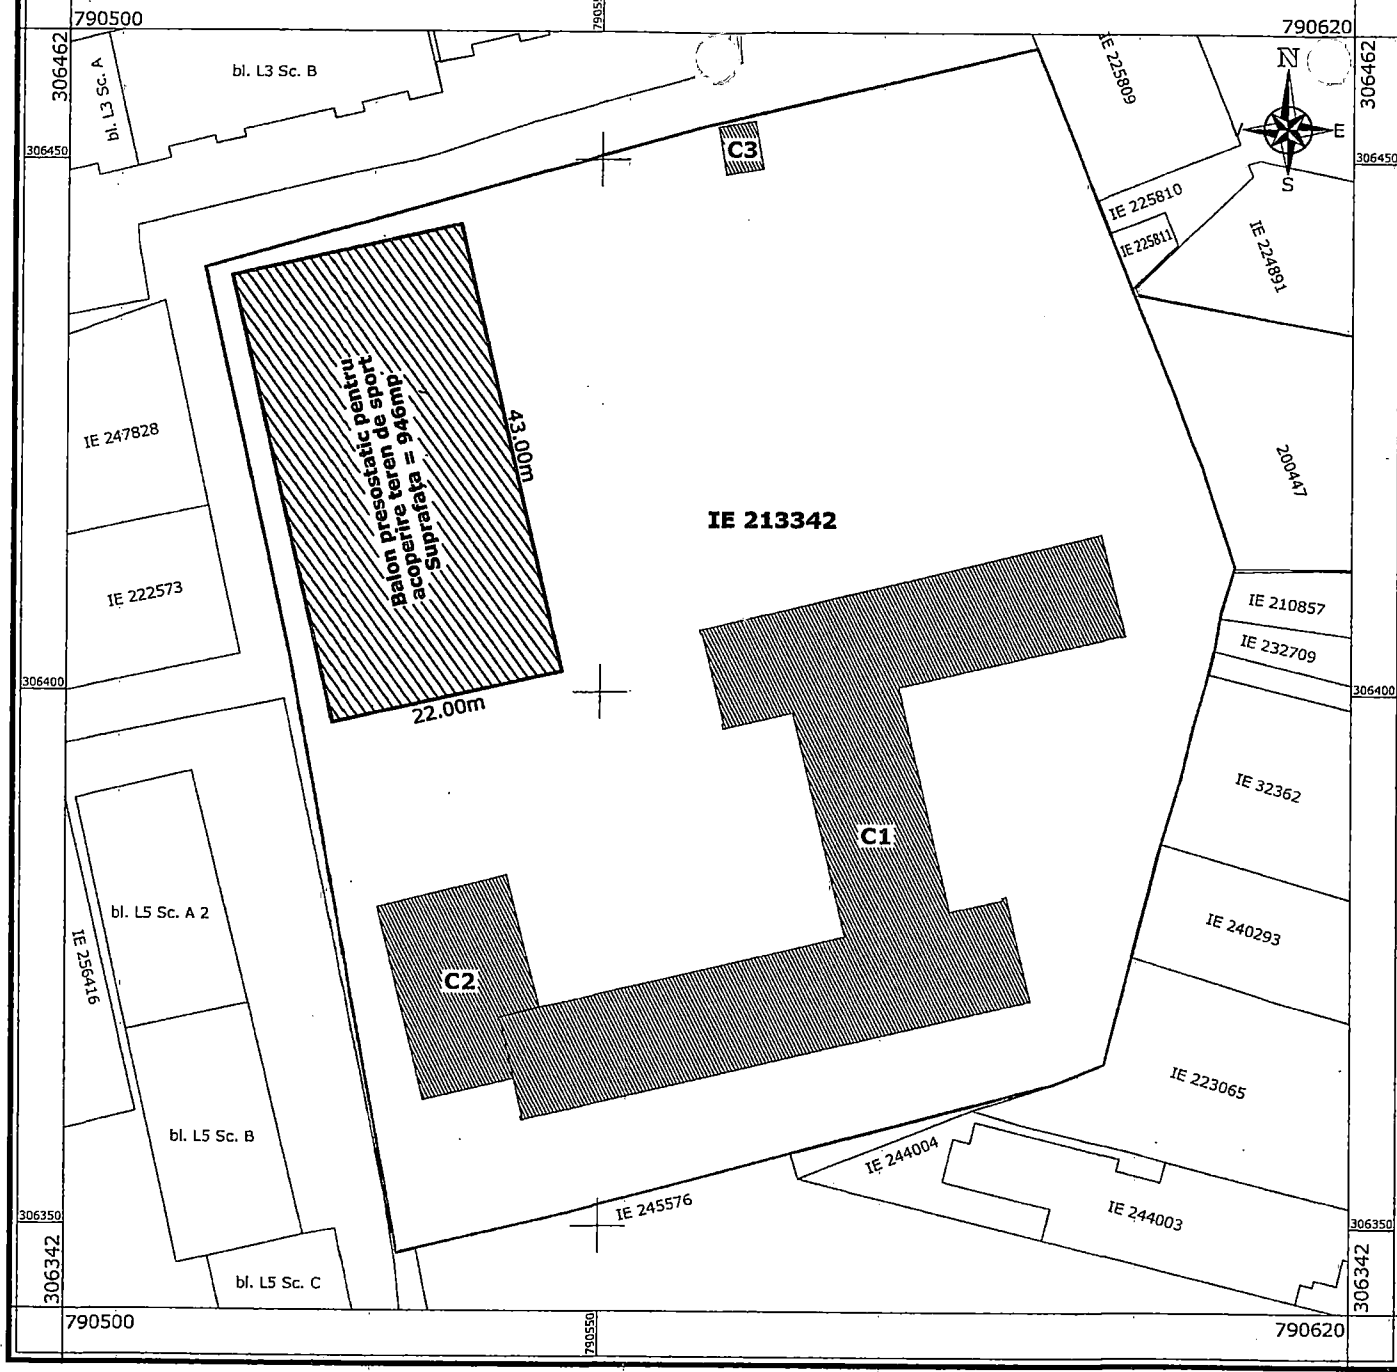 790500
790620
306462
306462
N
E
S
bl. L3 Sc. A
bl. L3 Sc. B
IE 225809
C3
306450
306450
IE 225810
IE 225811
IE 224891
Balon presostatic pentru
acoperire teren de sport
Suprafaţa = 946mp
43.00m
22.00m
IE 247828
IE 222573
200447
IE 213342
IE 210857
IE 232709
306400
306400
IE 32362
C1
bl. L5 Sc. A 2
IE 256416
C2
IE 240293
IE 223065
bl. L5 Sc. B
IE 244004
IE 245576
IE 244003
306350
306350
bl. L5 Sc. C
306342
306342
790500
790550
790620